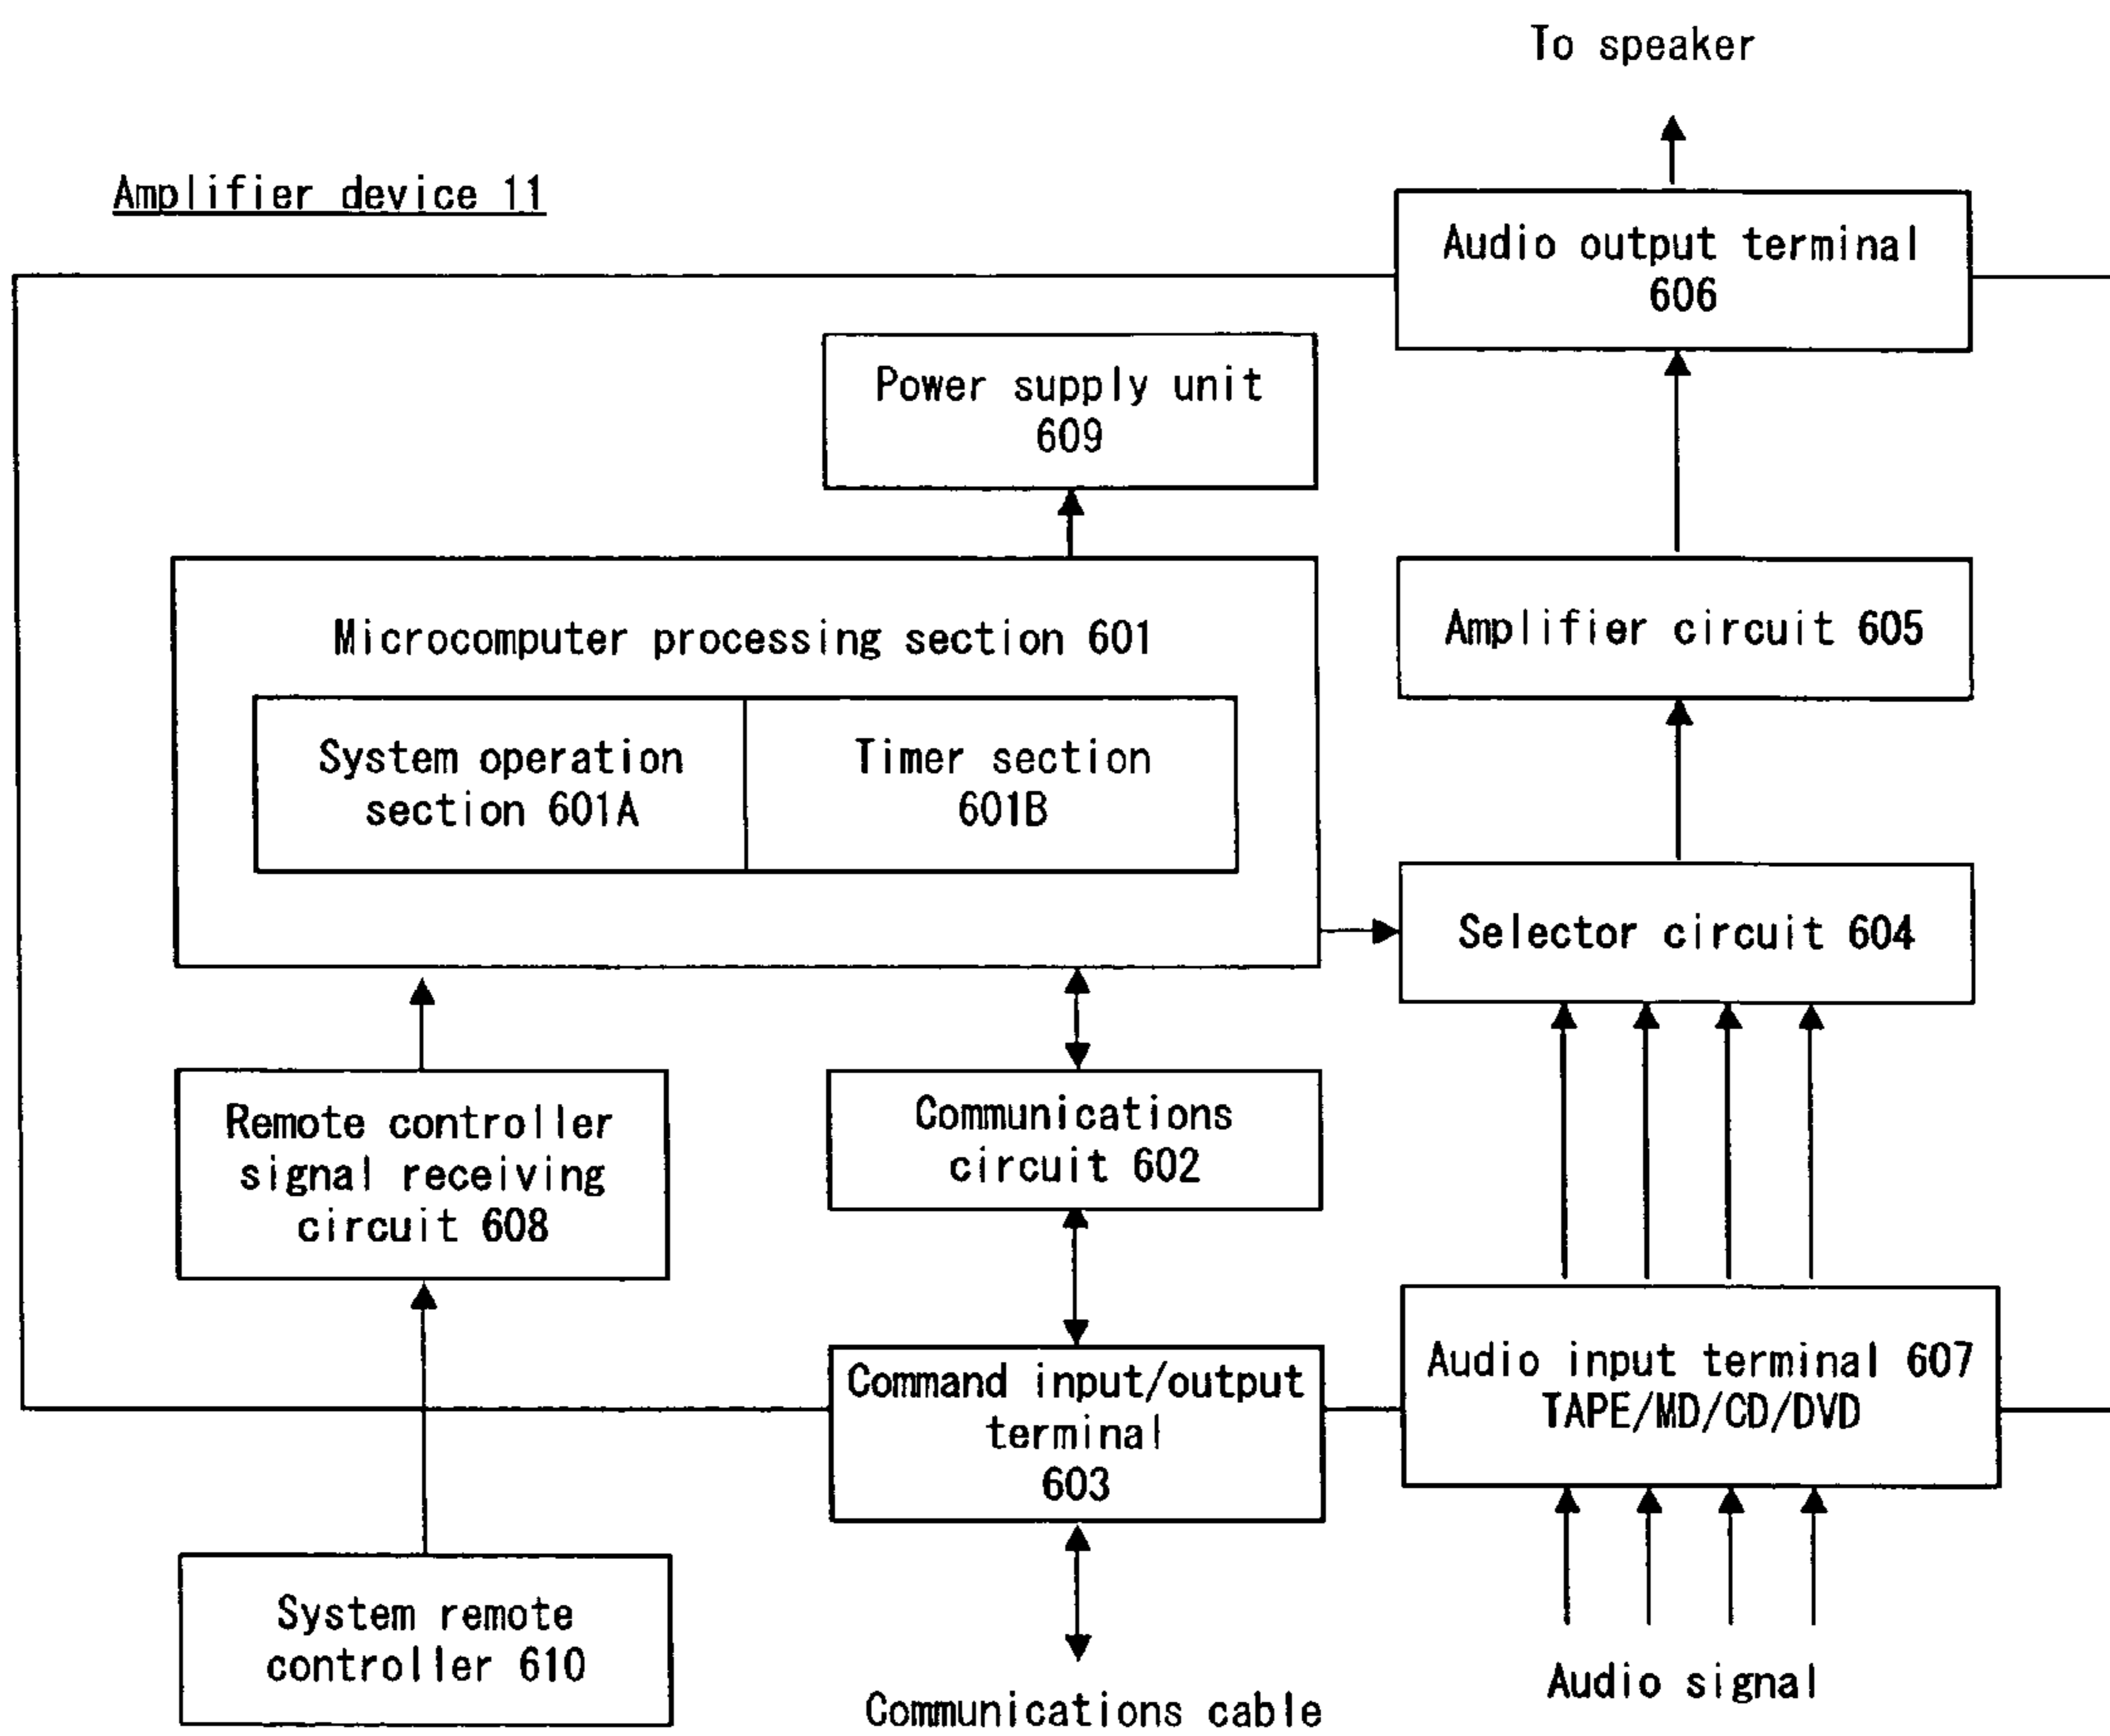 To speaker
Amplifier device 11
Audio output terminal
606
Power supply unit
609
Microcomputer processing section 601
Amplifier circuit 605
System operation
section 601A
Timer section
601B
Selector circuit 604
Remote controller
signal receiving
circuit 608
Communications
circuit 602
Command input/output
terminal
603
Audio input terminal 607
TAPE/MD/CD/DVD
System remote
controller 610
Communications cable
Audio signal